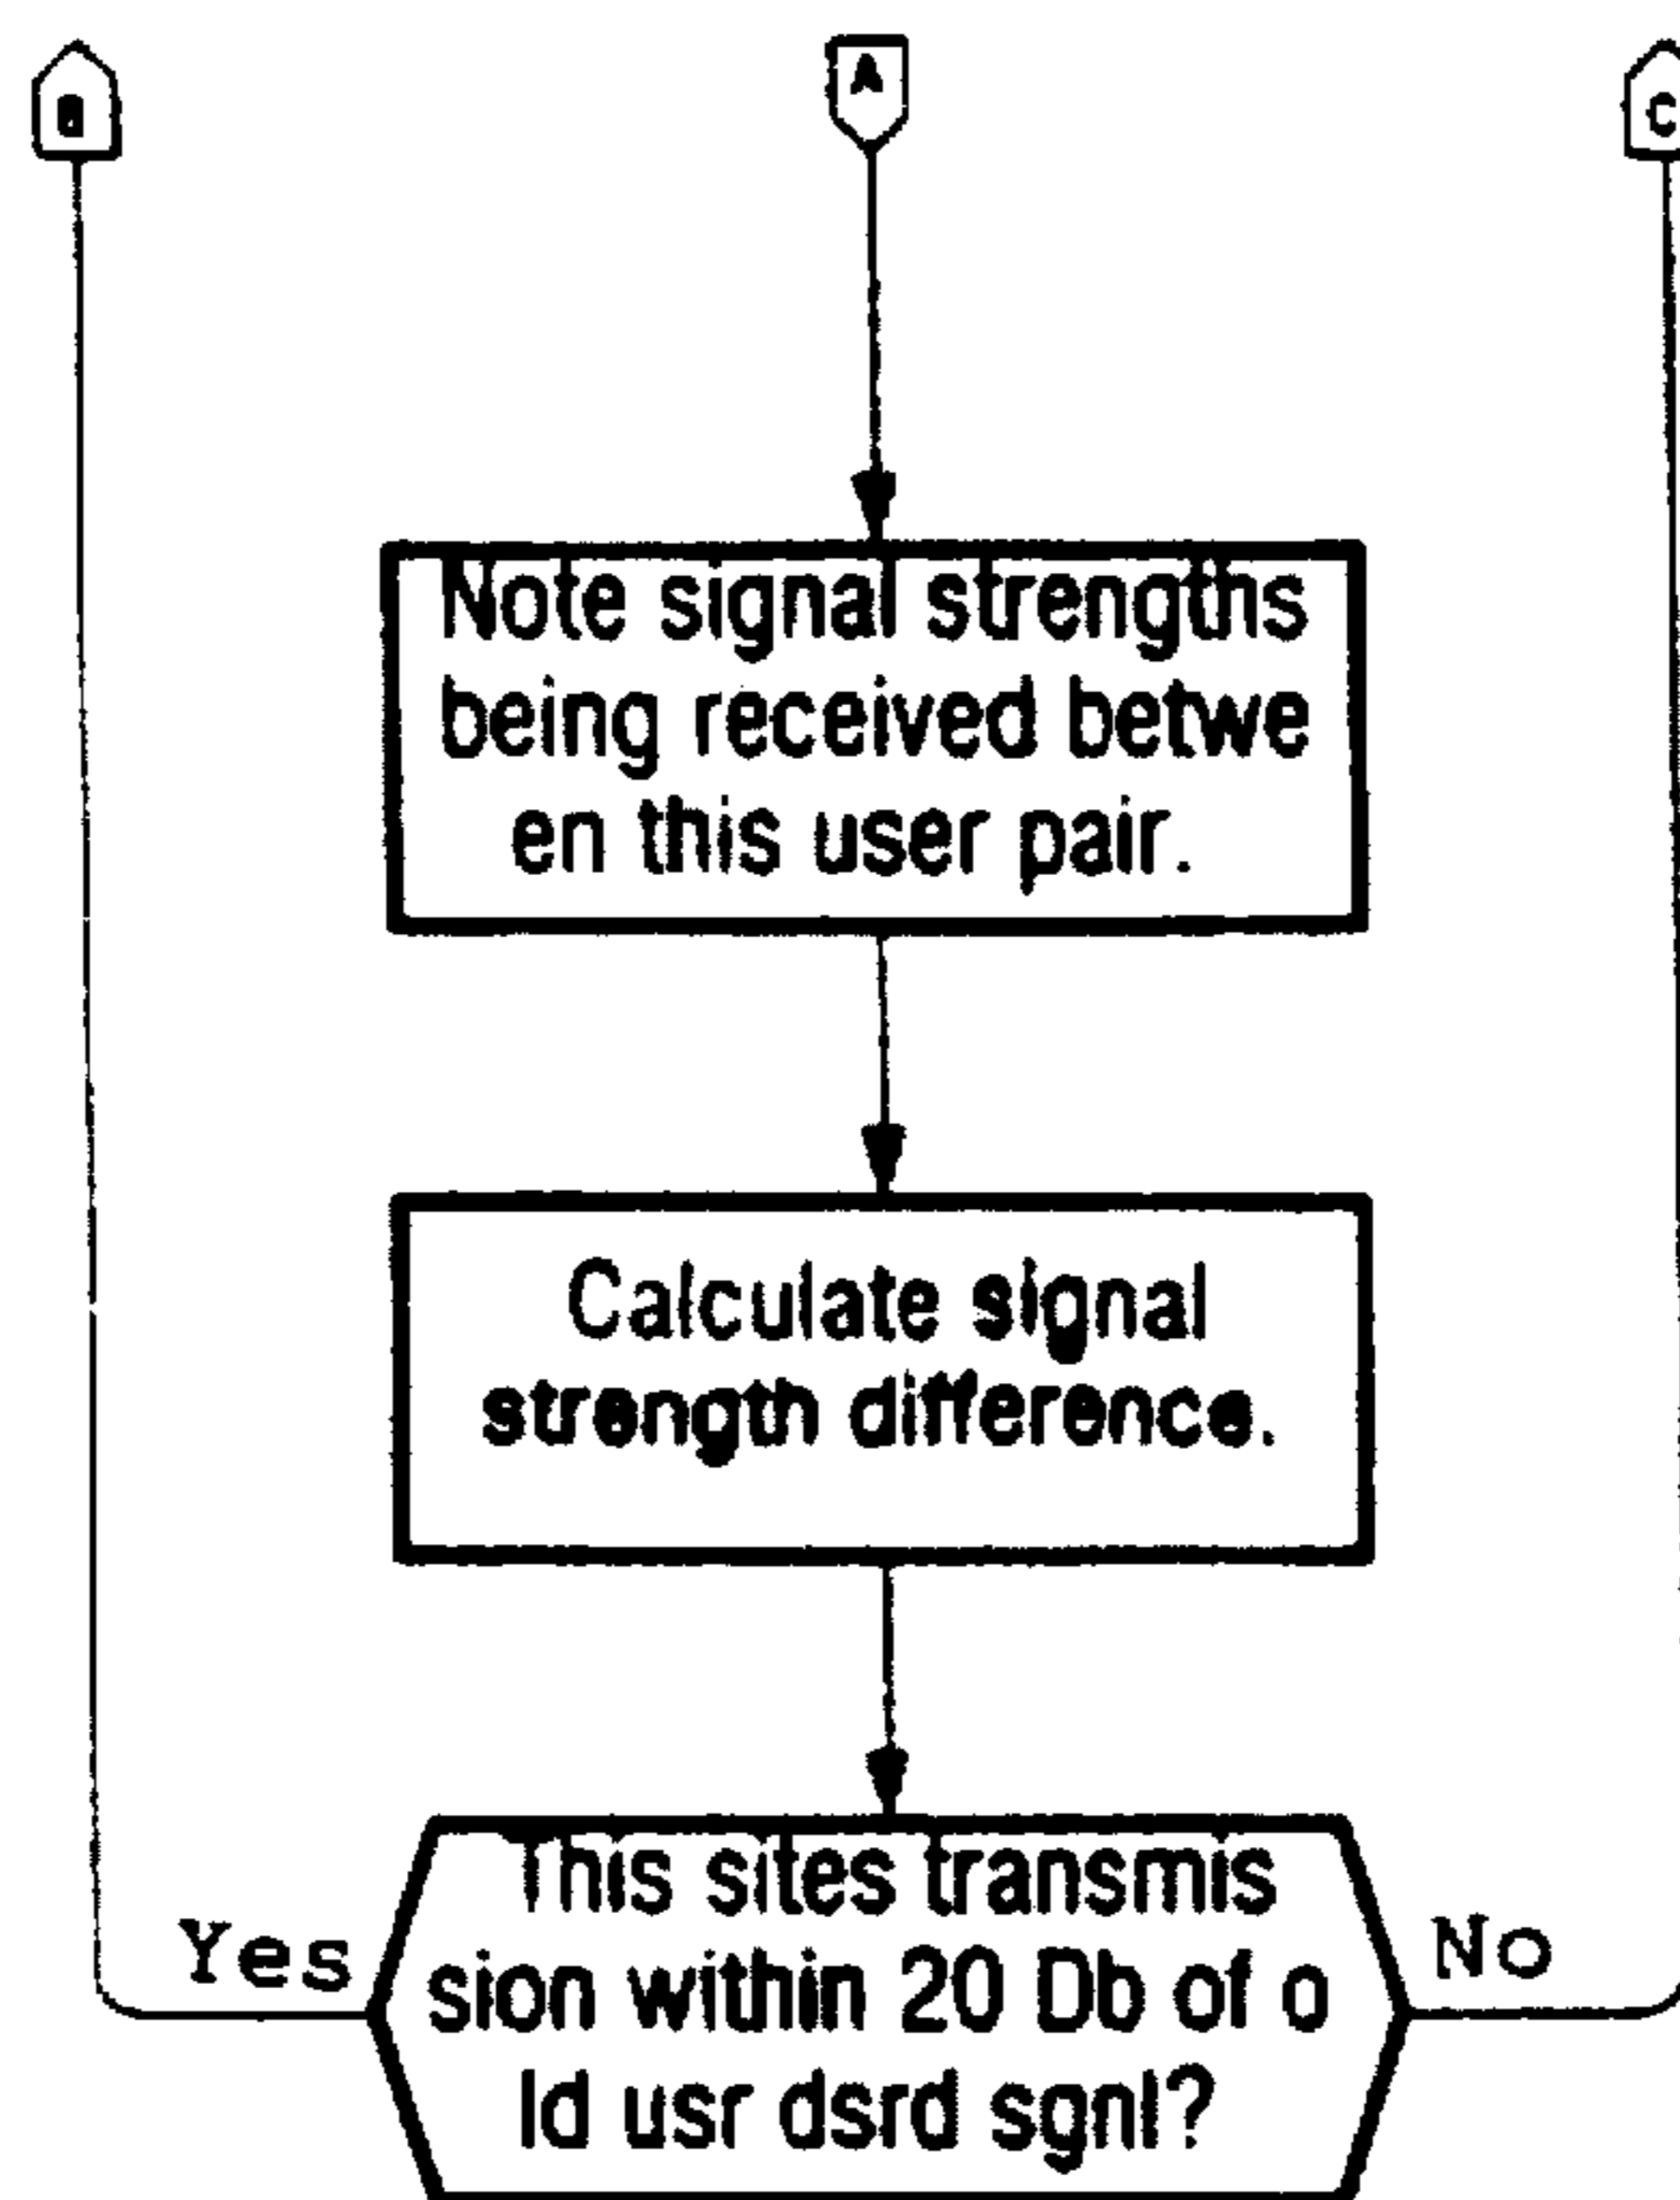 A
c
Note signal strengths
being received betwe
en this user pair.
Calculate signal
strength difference.
This sites transmis
sion within 20 Db of o
ld usr dsrd sgnl?
Yes
No